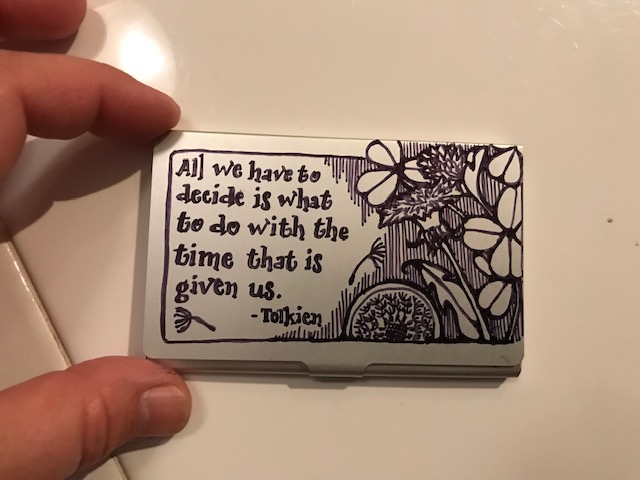 All we have to
decide is what
to do with the
time that is
given us.
-Tolkien